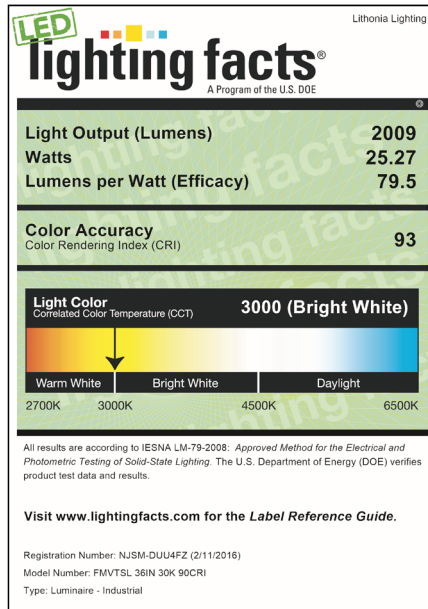 Lithonia Lighting
LED
lighting facts®
A Program of the U.S. DOE
Light Output (Lumens) 2009
Watts 25.27
Lumens per Watt (Efficacy) 79.5
Color Accuracy
Color Rendering Index (CRI) 93
Light Color
Correlated Color Temperature (CCT) 3000 (Bright White)
Warm White Bright White Daylight
2700K 3000K 4500K 6500K
All results are according to IESNA LM-79-2008: Approved Method for the Electrical and
Photometric Testing of Solid-State Lighting. The U.S. Department of Energy (DOE) verifies
product test data and results.
Visit www.lightingfacts.com for the Label Reference Guide.
Registration Number: NJSM-DUU4FZ (2/11/2016)
Model Number: FMVTSL 36IN 30K 90CRI
Type: Luminaire - Industrial